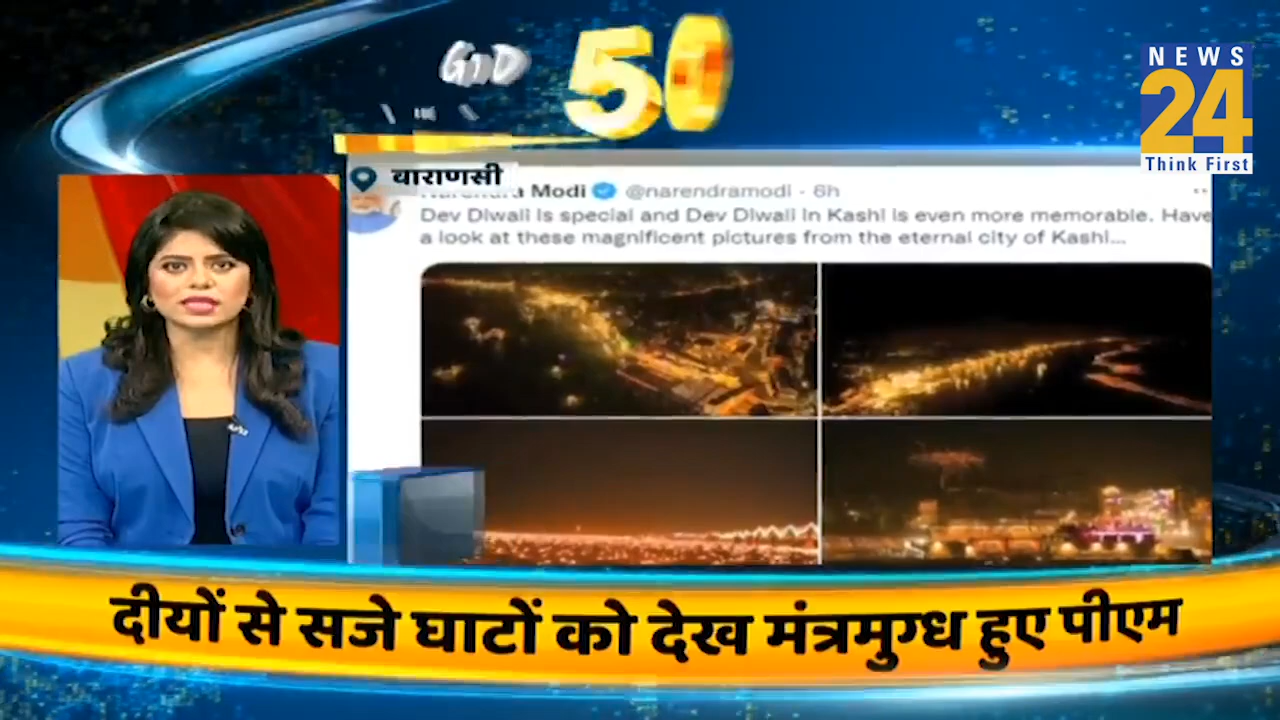 50
NEWS
24
Think First
वाराणसी
Narendra Modi @narendramodi · 6h
Dev Diwali is special and Dev Diwali in Kashi is even more memorable. Have
a look at these magnificent pictures from the eternal city of Kashi...
दीयों से सजे घाटों को देख मंत्रमुग्ध हुए पीएम